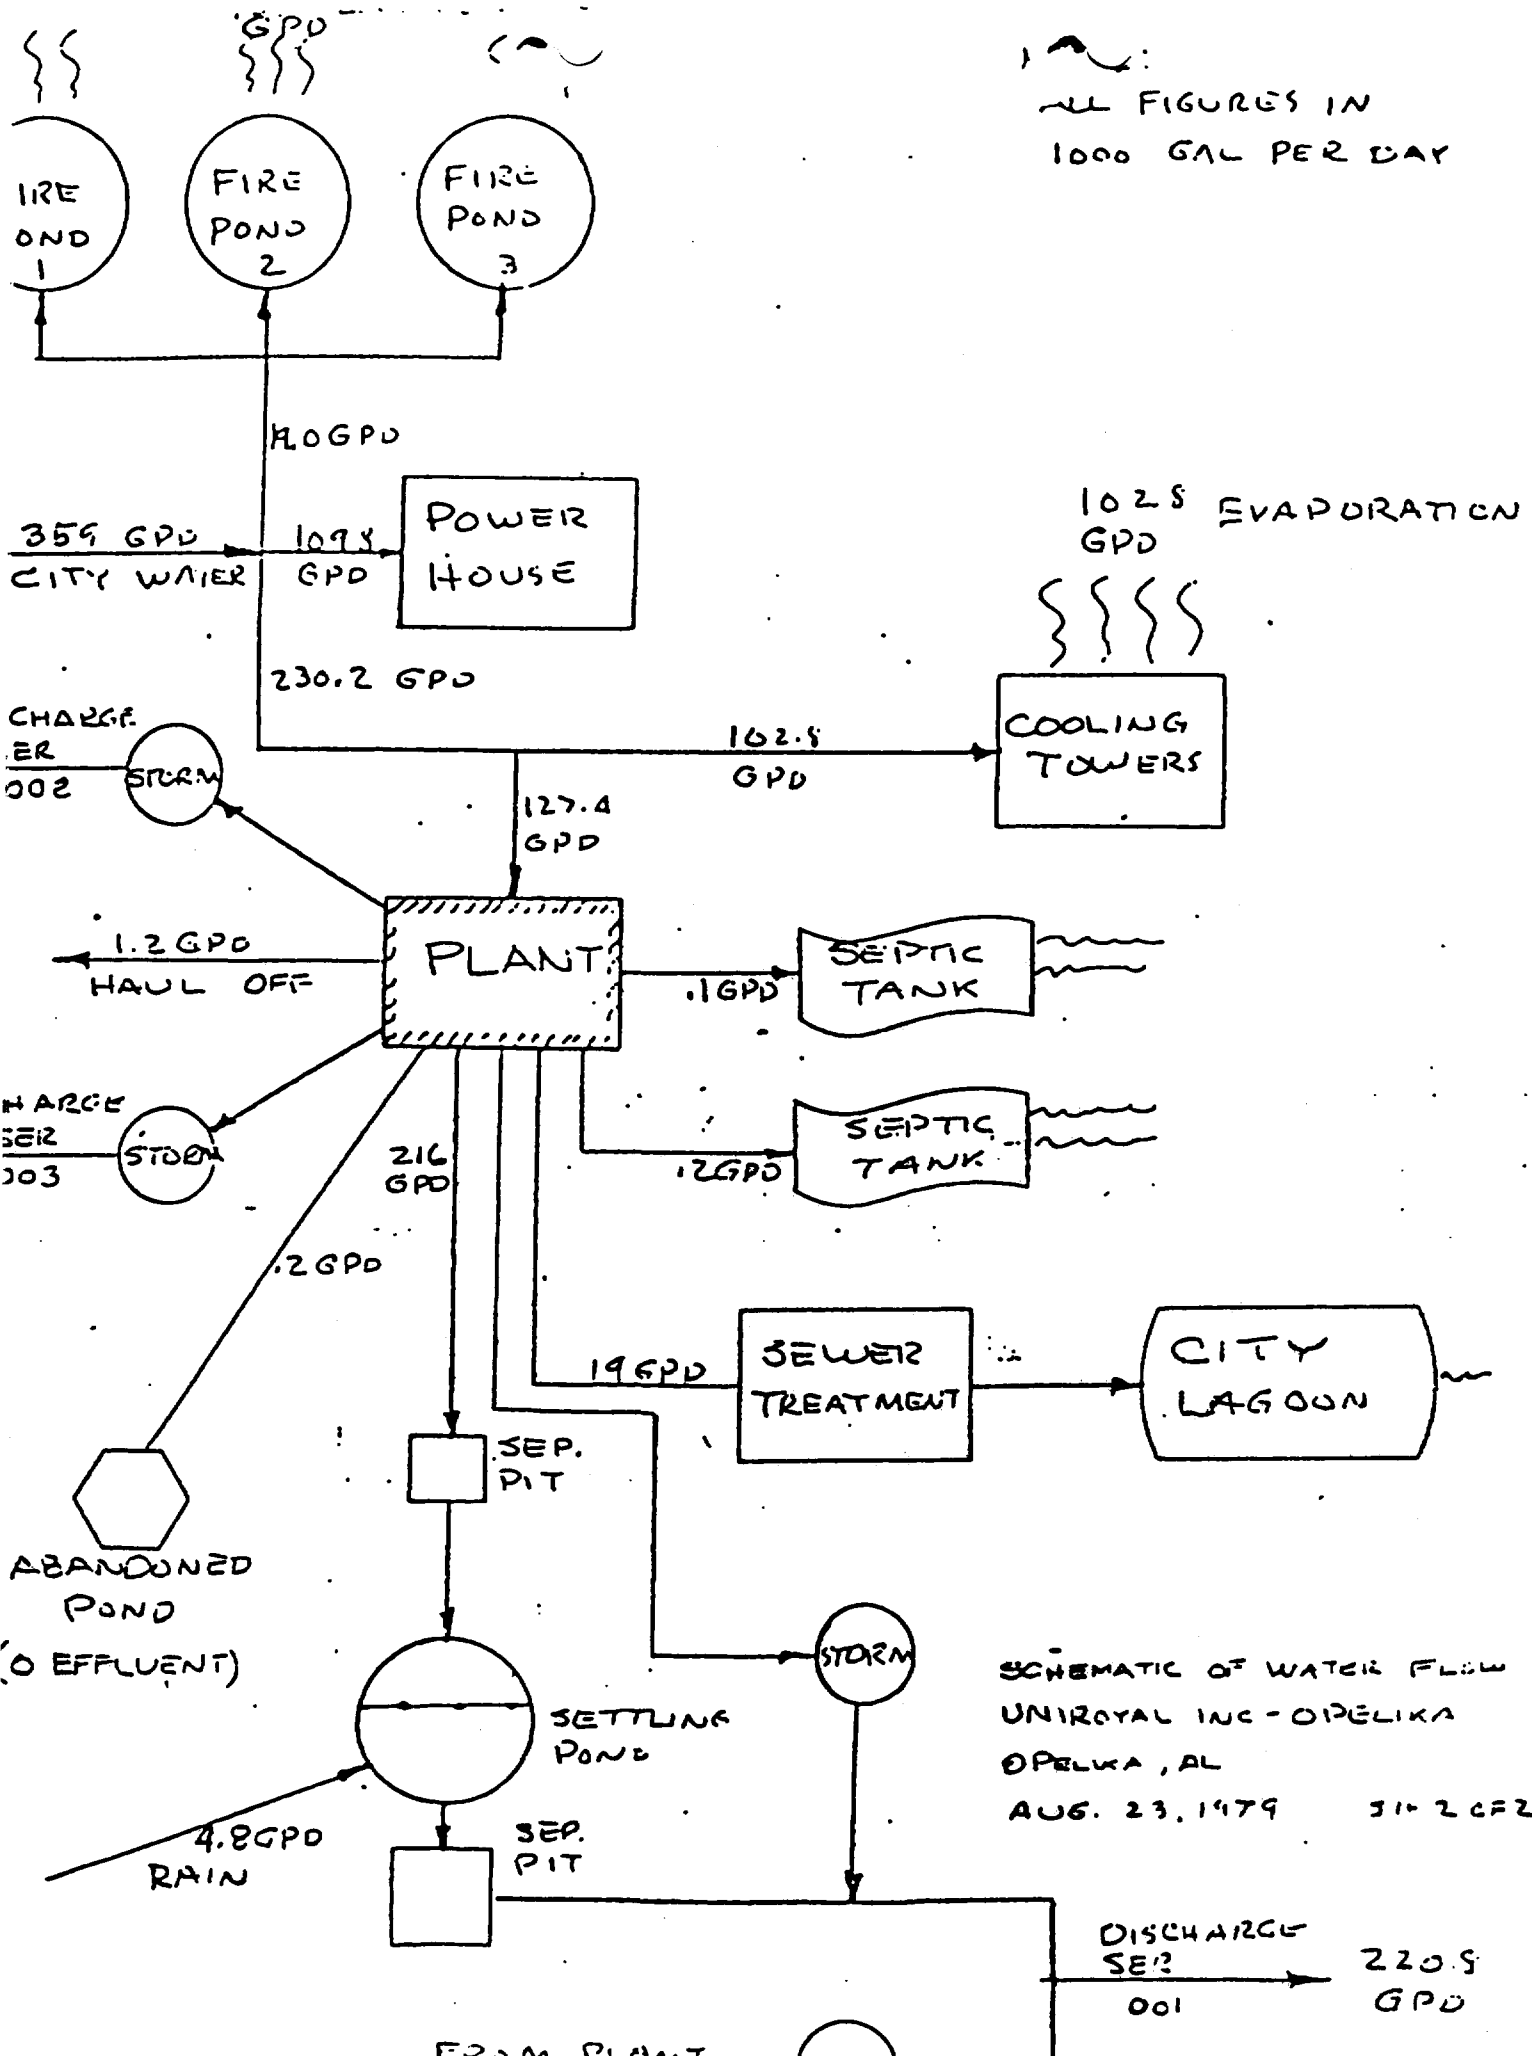 GPD
FIGURES IN
1000 GAL PER DAY
IRE
OND
1
FIRE
POND
2
FIRE
POND
3
GPD
359 GPD
CITY WATER
109.8
GPD
POWER
HOUSE
102.8
GPD
EVAPORATION
230.2 GPD
CHARGE
ER
002
STORM
102.8
GPD
COOLING
TOWERS
127.4
GPD
1.2 GPD
HAUL OFF
PLANT
.1 GPD
SEPTIC
TANK
HARGE
SER
003
STORM
216
GPD
.12 GPD
SEPTIC
TANK
.2 GPD
19 GPD
SEWER
TREATMENT
CITY
LAGOON
SEP.
PIT
ABANDONED
POND
(O EFFLUENT)
STORM
SETTLING
POND
SCHEMATIC OF WATER FLOW
UNIROYAL INC - OPELIKA
OPELIKA, AL
AUG. 23, 1979
4.8 GPD
RAIN
SEP.
PIT
DISCHARGE
SER
001
220.8
GPD
FROM PLANT